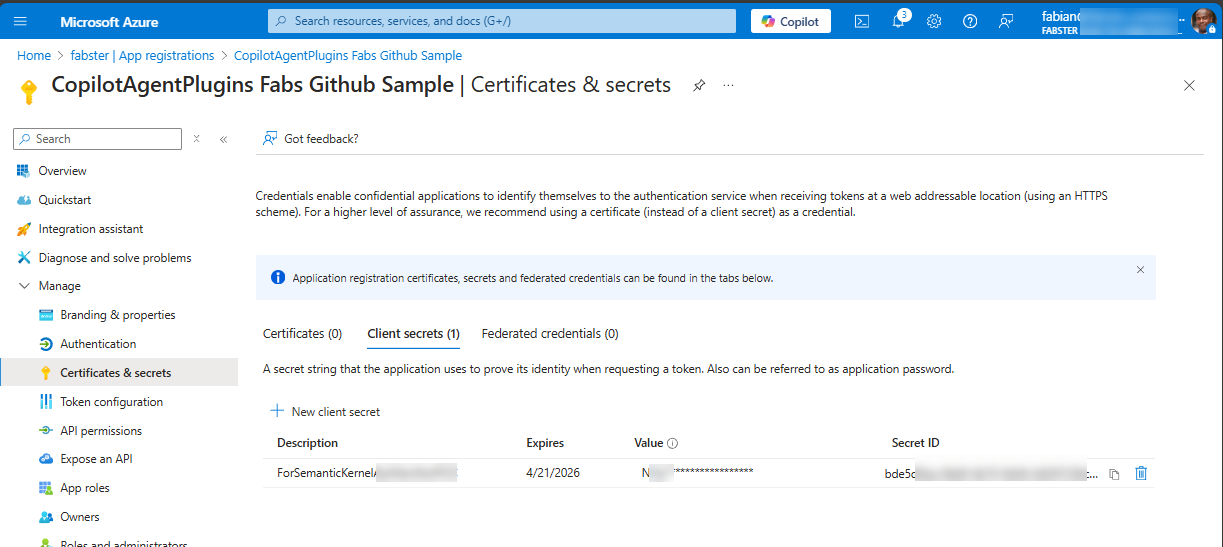 Microsoft Azure
Search resources, services, and docs (G+/)
Copilot
3
fabian
...
FABSTER
Home > fabster | App registrations > CopilotAgentPlugins Fabs Github Sample
CopilotAgentPlugins Fabs Github Sample | Certificates & secrets
...
Search
Got feedback?
Overview
Quickstart
Integration assistant
Diagnose and solve problems
Manage
Branding & properties
Authentication
Certificates & secrets
Token configuration
API permissions
Expose an API
App roles
Owners
Roles and administrators
Credentials enable confidential applications to identify themselves to the authentication service when receiving tokens at a web addressable location (using an HTTPS
scheme). For a higher level of assurance, we recommend using a certificate (instead of a client secret) as a credential.
Application registration certificates, secrets and federated credentials can be found in the tabs below.
Certificates (0) Client secrets (1) Federated credentials (0)
A secret string that the application uses to prove its identity when requesting a token. Also can be referred to as application password.
New client secret
Description Expires Value Secret ID
ForSemanticKernel 4/21/2026 N ****************  bde5 ...